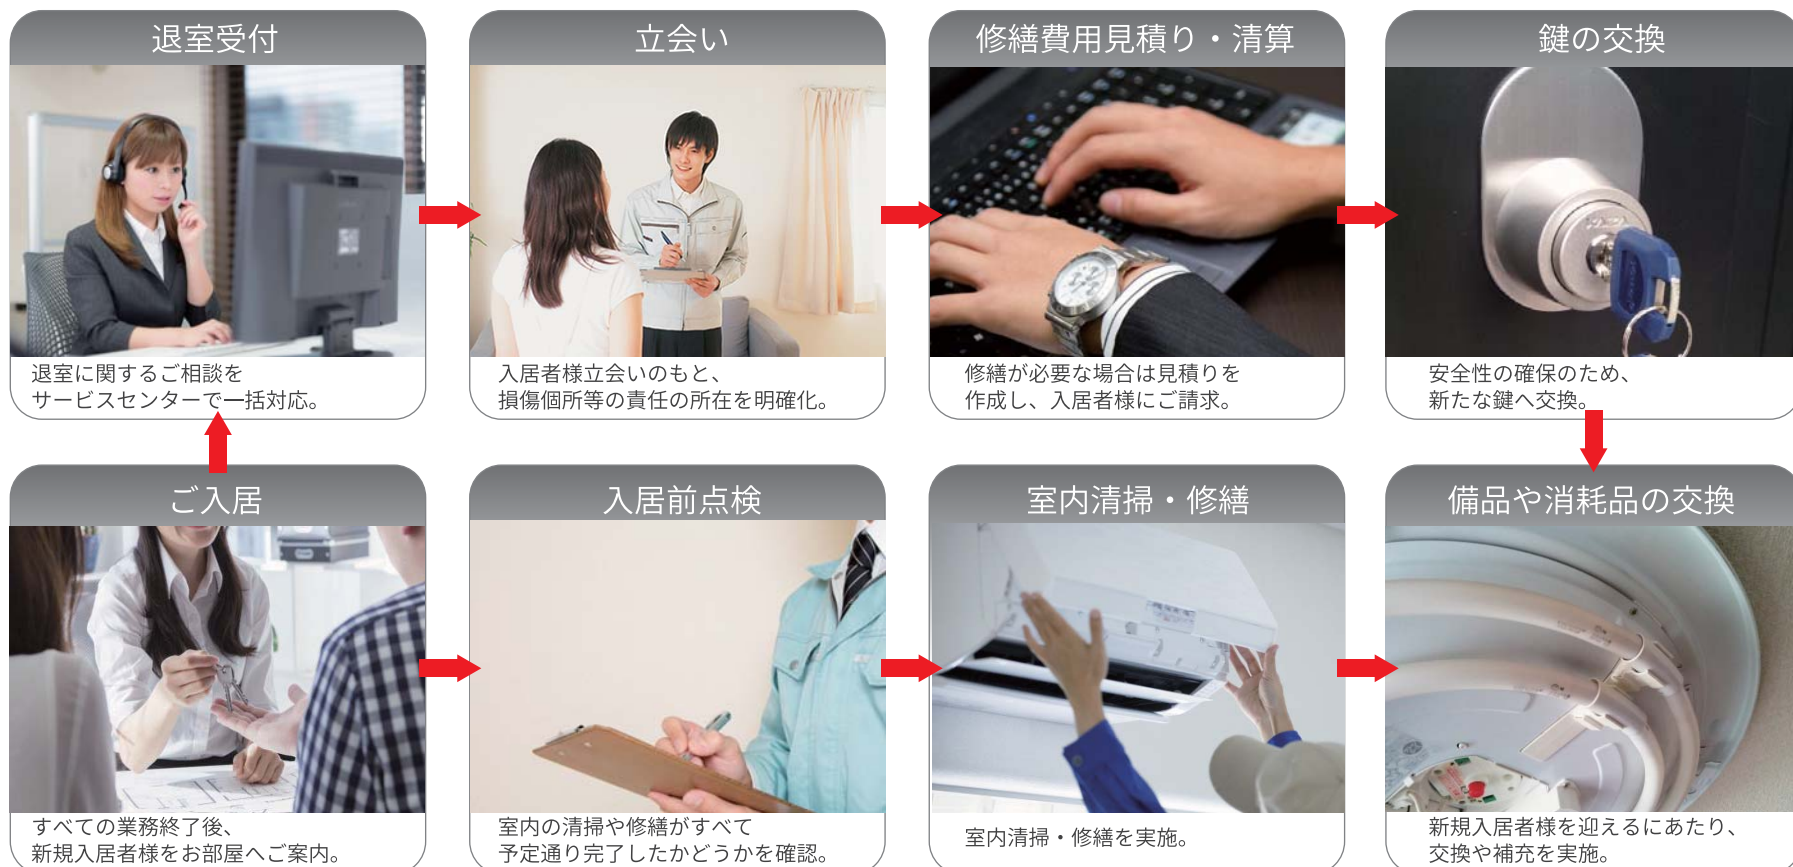 退室受付
退室に関するご相談を
サービスセンターで一括対応。
立会い
入居者様立会いのもと、
損傷個所等の責任の所在を明確化。
修繕費用見積り・清算
修繕が必要な場合は見積りを
作成し、入居者様にご請求。
鍵の交換
安全性の確保のため、
新たな鍵へ交換。
ご入居
すべての業務終了後、
新規入居者様をお部屋へご案内。
入居前点検
室内の清掃や修繕がすべて
予定通り完了したかどうかを確認。
室内清掃・修繕
室内清掃・修繕を実施。
備品や消耗品の交換
新規入居者様を迎えるにあたり、
交換や補充を実施。